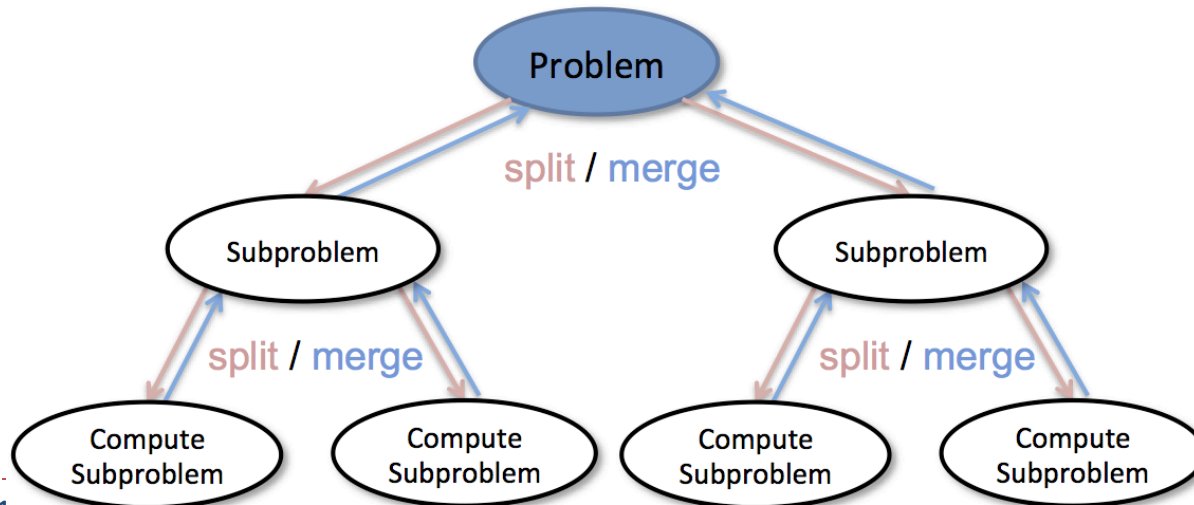 Problem
split / merge
Subproblem
Subproblem
split / merge
split / merge
Compute
Subproblem
Compute
Subproblem
Compute
Subproblem
Compute
Subproblem